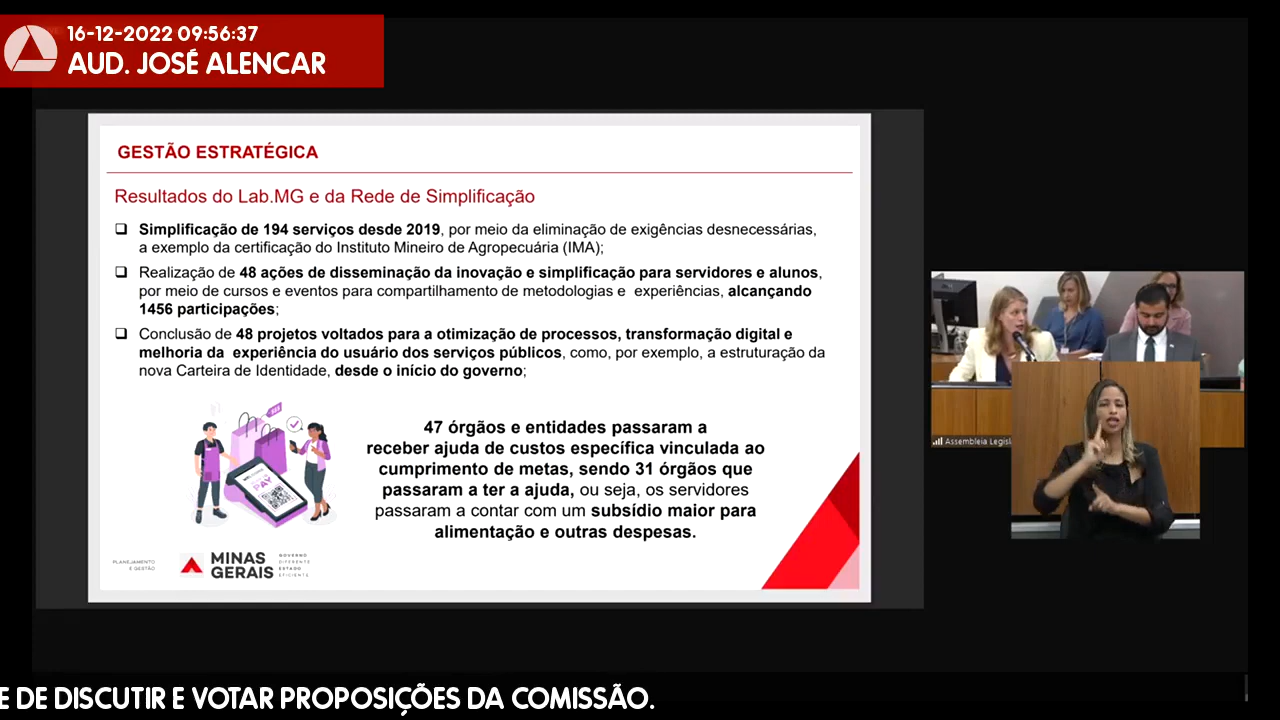 16-12-2022 09:56:37
AUD. JOSÉ ALENCAR
GESTÃO ESTRATÉGICA
Resultados do Lab.MG e da Rede de Simplificação
Simplificação de 194 serviços desde 2019, por meio da eliminação de exigências desnecessárias,
a exemplo da certificação do Instituto Mineiro de Agropecuária (IMA);
Realização de 48 ações de disseminação da inovação e simplificação para servidores e alunos,
por meio de cursos e eventos para compartilhamento de metodologias e experiências, alcançando
1456 participações;
Conclusão de 48 projetos voltados para a otimização de processos, transformação digital e
melhoria da experiência do usuário dos serviços públicos, como, por exemplo, a estruturação da
nova Carteira de Identidade, desde o início do governo;
47 órgãos e entidades passaram a
receber ajuda de custos específica vinculada ao
cumprimento de metas, sendo 31 órgãos que
passaram a ter a ajuda, ou seja, os servidores
passaram a contar com um subsídio maior para
alimentação e outras despesas.
PAY
PLANEJAMENTO
E GESTÃO
MINAS
GERAIS
GOVERNO
DIFERENTE
ESTADO
EFICIENTE
Assembleia Legisl
E DE DISCUTIR E VOTAR PROPOSIÇÕES DA COMISSÃO.